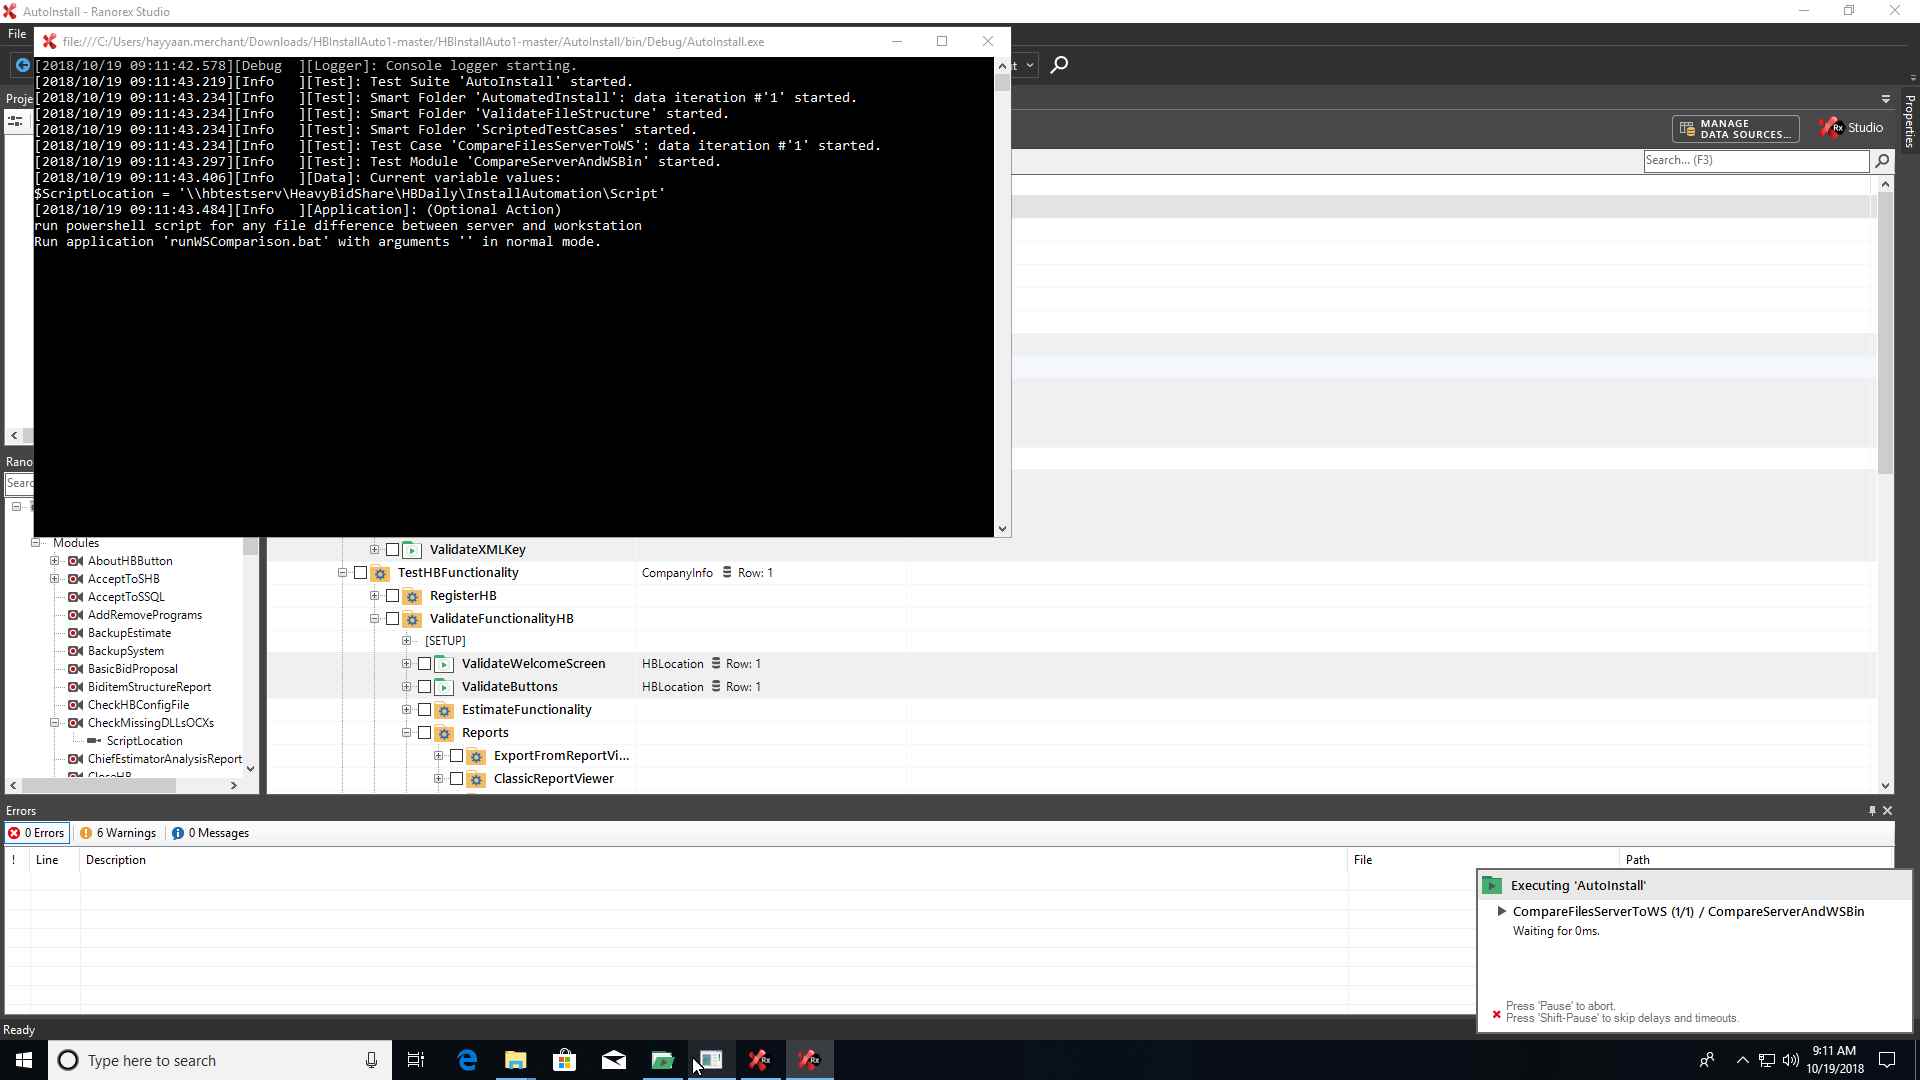 AutoInstall - Ranorex Studio
File
file:///C:/Users/hayyaan.merchant/Downloads/HBInstallAuto1-master/HBInstallAuto1-master/AutoInstall/bin/Debug/AutoInstall.exe
[2018/10/19 09:11:42.578][Debug  ][Logger]: Console logger starting.
[2018/10/19 09:11:43.219][Info   ][Test]: Test Suite 'AutoInstall' started.
[2018/10/19 09:11:43.234][Info   ][Test]: Smart Folder 'AutomatedInstall': data iteration #'1' started.
[2018/10/19 09:11:43.234][Info   ][Test]: Smart Folder 'ValidateFileStructure' started.
[2018/10/19 09:11:43.234][Info   ][Test]: Smart Folder 'ScriptedTestCases' started.
[2018/10/19 09:11:43.234][Info   ][Test]: Test Case 'CompareFilesServerToWS': data iteration #'1' started.
[2018/10/19 09:11:43.297][Info   ][Test]: Test Module 'CompareServerAndWSBin' started.
[2018/10/19 09:11:43.406][Info   ][Data]: Current variable values:
$ScriptLocation = '\\hbtestserv\HeavyBidShare\HBDaily\InstallAutomation\Script'
[2018/10/19 09:11:43.484][Info   ][Application]: (Optional Action)
run powershell script for any file difference between server and workstation
Run application 'runWSComparison.bat' with arguments '' in normal mode.
Proje
Properties
MANAGE
DATA SOURCES...
Rx Studio
Search... (F3)
Rano
Searc
Modules
AboutHBButton
AcceptToSHB
AcceptToSSQL
AddRemovePrograms
BackupEstimate
BackupSystem
BasicBidProposal
BiditemStructureReport
CheckHBConfigFile
CheckMissingDLLsOCXs
ScriptLocation
ChiefEstimatorAnalysisReport
CloseHB
ValidateXMLKey
TestHBFunctionality CompanyInfo Row: 1
RegisterHB
ValidateFunctionalityHB
[SETUP]
ValidateWelcomeScreen HBLocation Row: 1
ValidateButtons HBLocation Row: 1
EstimateFunctionality
Reports
ExportFromReportVi...
ClassicReportViewer
Errors
0 Errors 6 Warnings 0 Messages
! Line Description File Path
Executing 'AutoInstall'
CompareFilesServerToWS (1/1) / CompareServerAndWSBin
Waiting for 0ms.
Press 'Pause' to abort.
Press 'Shift-Pause' to skip delays and timeouts.
Ready
Type here to search
9:11 AM
10/19/2018